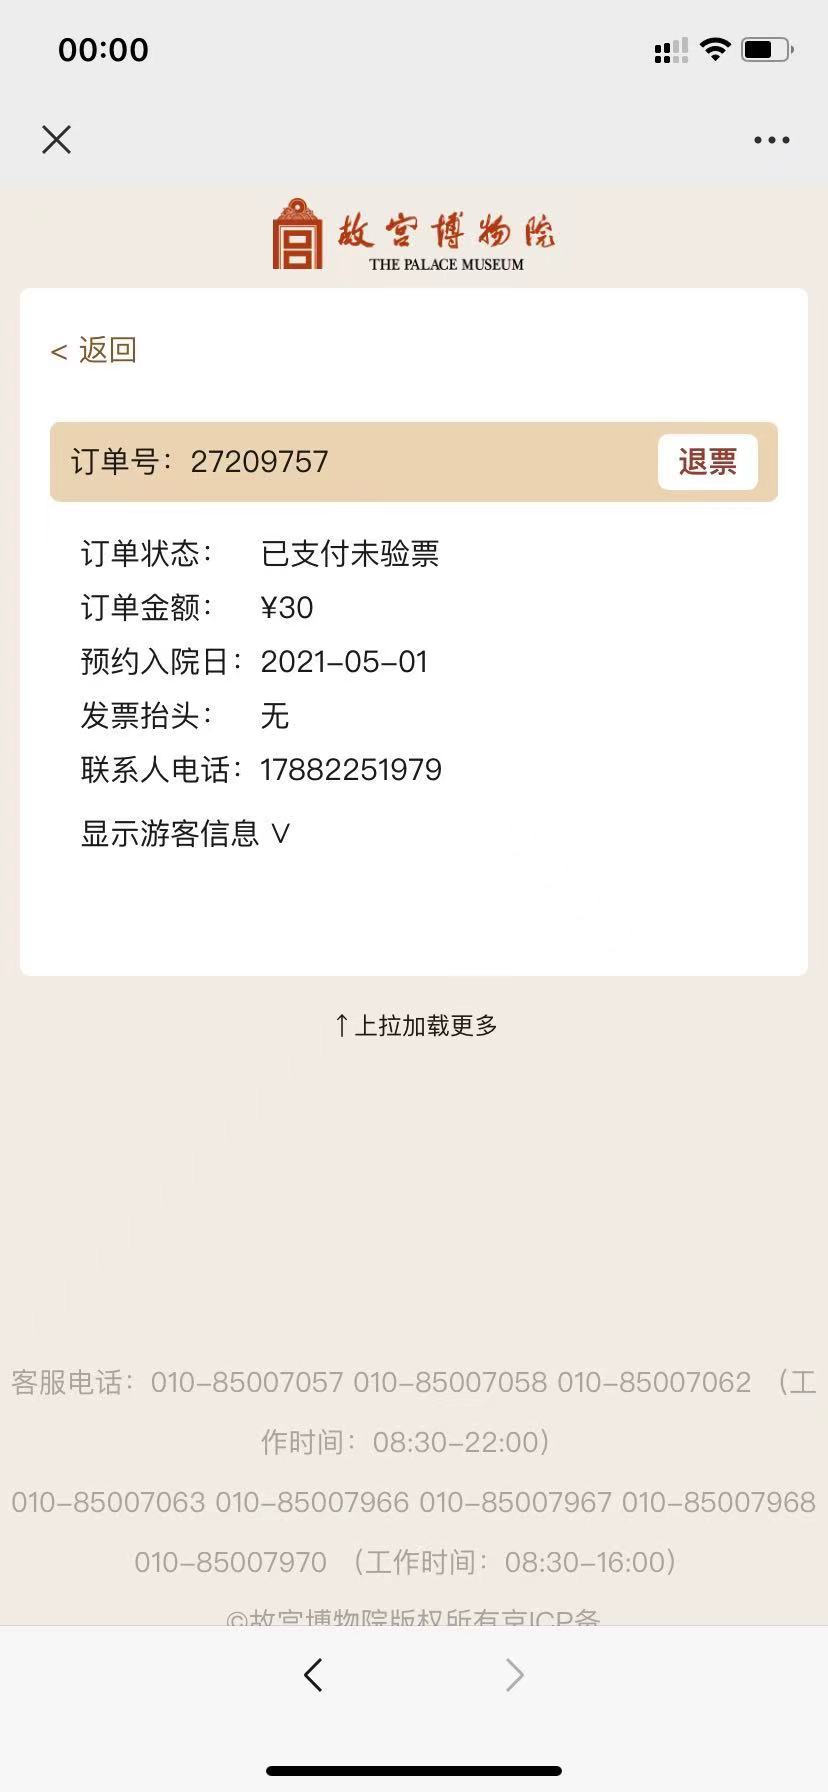 00:00
故宫博物院
THE PALACE MUSEUM
< 返回
订单号：27209757 退票
订单状态： 已支付未验票
订单金额： ¥30
预约入院日：2021-05-01
发票抬头： 无
联系人电话：17882251979
显示游客信息 ∨
↑上拉加载更多
客服电话：010-85007057 010-85007058 010-85007062 （工
作时间：08:30-22:00）
010-85007063 010-85007966 010-85007967 010-85007968
010-85007970 （工作时间：08:30-16:00）
©故宫博物院版权所有京ICP备